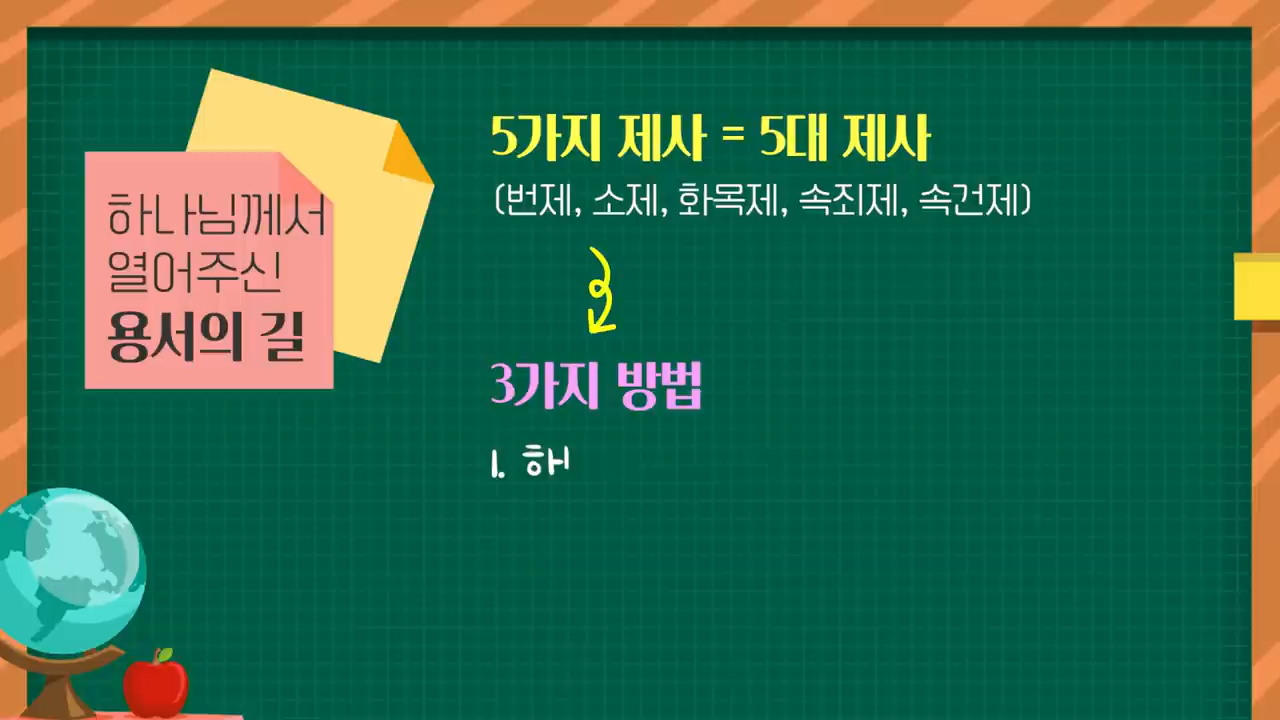 하나님께서
열어주신
용서의 길
5가지 제사 = 5대 제사
(번제, 소제, 화목제, 속죄제, 속건제)
3가지 방법
1. 해